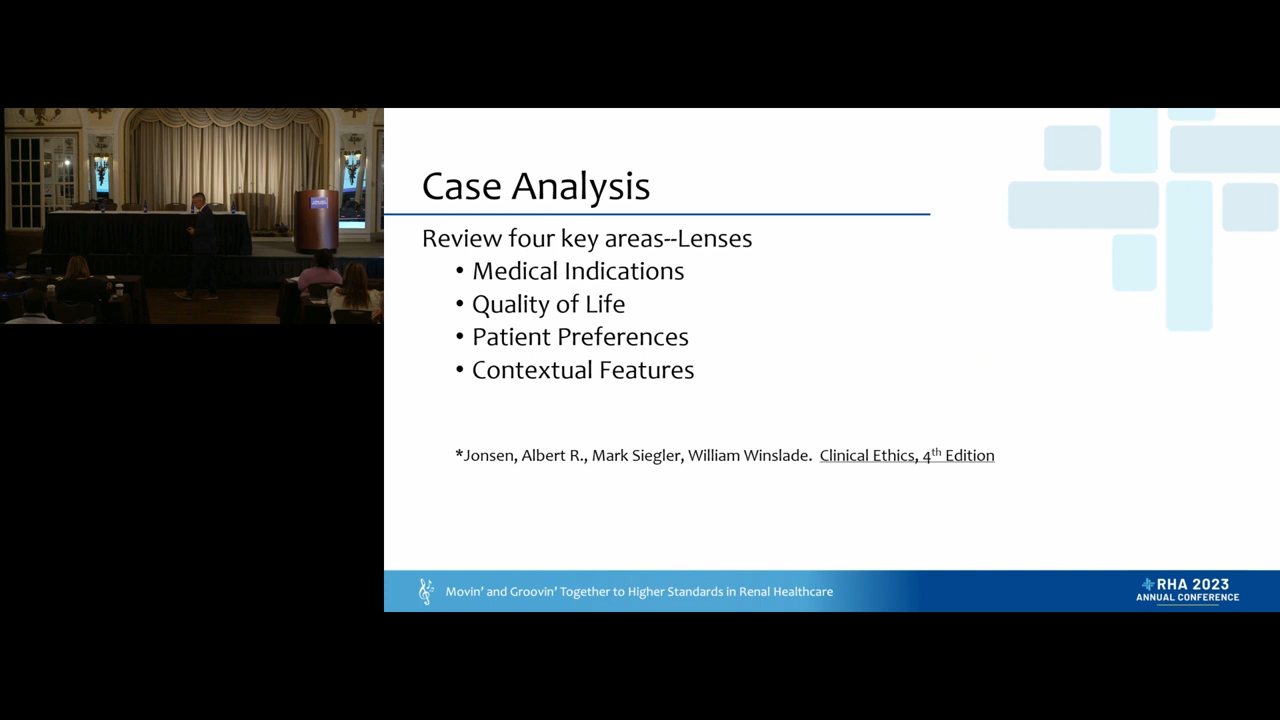 Case Analysis
Review four key areas--Lenses
• Medical Indications
• Quality of Life
• Patient Preferences
• Contextual Features
*Jonsen, Albert R., Mark Siegler, William Winslade. Clinical Ethics, 4th Edition
Movin’ and Groovin’ Together to Higher Standards in Renal Healthcare
RHA 2023
ANNUAL CONFERENCE